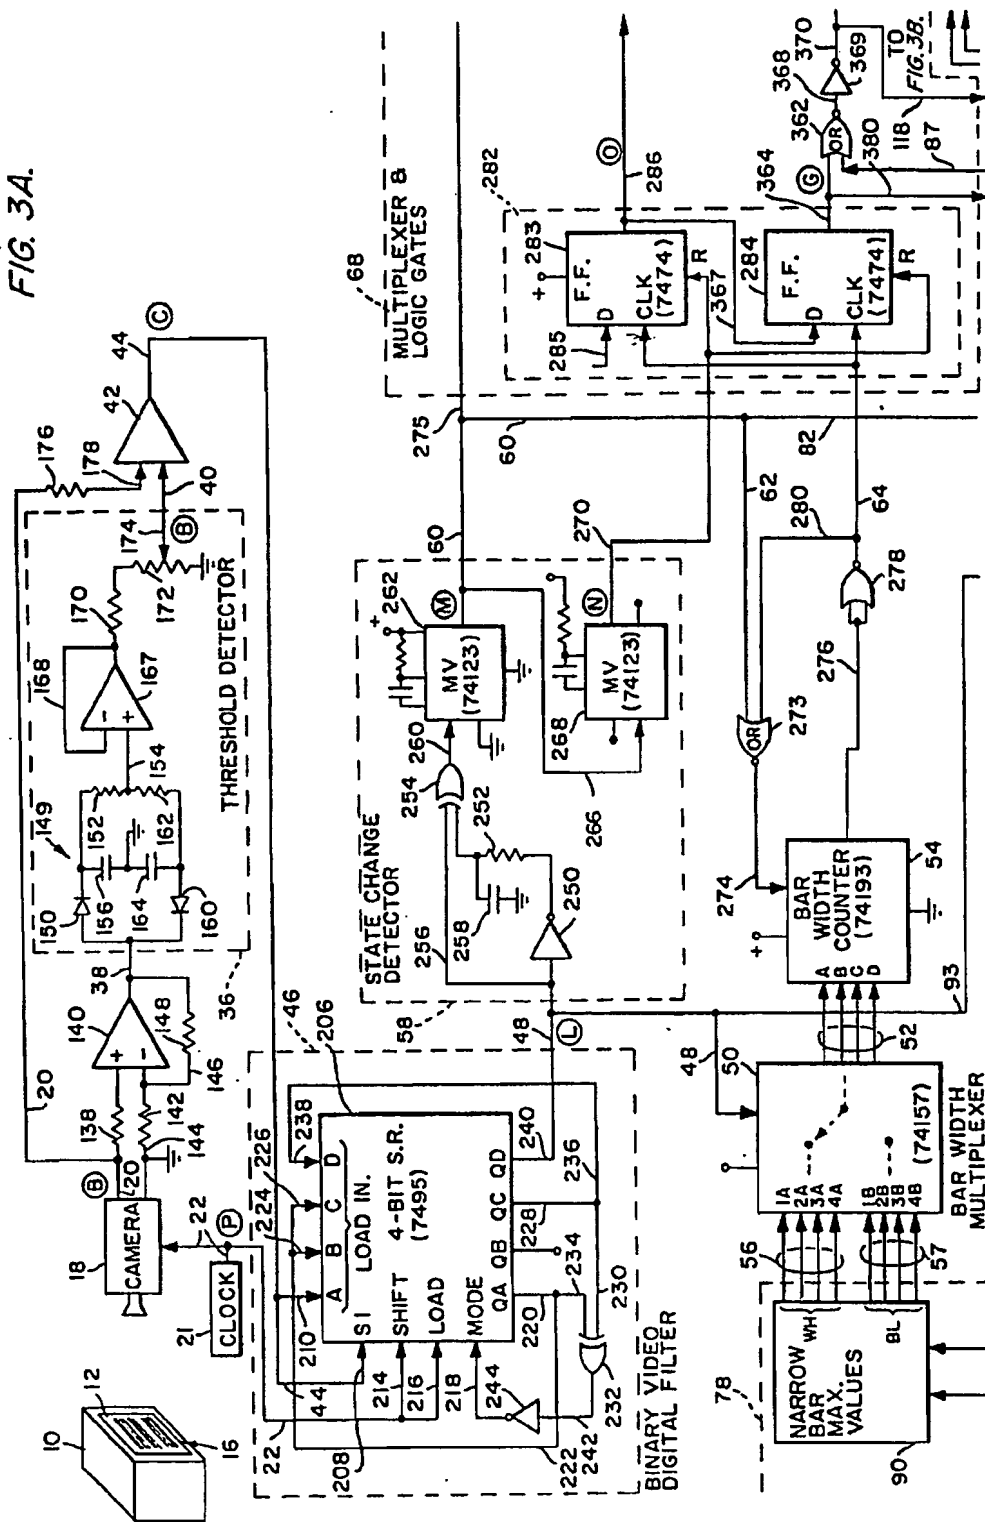 FIG. 3A.
10
12
16
18
CAMERA
20
20
B
22
P
21
CLOCK
22
138
142
144
140
+
-
148
146
38
36
149
150
156
152
154
164
162
160
168
-
+
167
170
172
174
B
40
THRESHOLD DETECTOR
176
178
42
44
C
46
206
226
224
238
210
A
B
C
D
LOAD IN.
4-BIT S.R.
(7495)
SI
SHIFT
LOAD
MODE
QA
QB
QC
QD
44
208
214
216
218
22
222
244
242
232
220
234
228
230
236
240
BINARY VIDEO
DIGITAL FILTER
48
L
58
STATE CHANGE
DETECTOR
256
258
250
252
254
260
262
+
MV
(74123)
M
60
266
268
MV
(74123)
N
270
275
60
62
82
68
MULTIPLEXER &
LOGIC GATES
282
283
+
F.F.
D
CLK
(7474)
R
285
367
284
F.F.
D
CLK
(7474)
R
O
286
G
364
OR
362
368
369
370
TO
FIG. 3B.
118
380
87
OR
273
274
280
64
278
276
BAR
WIDTH
COUNTER
(74193)
+
A
B
C
D
54
52
93
48
50
(74157)
1A
2A
3A
4A
1B
2B
3B
4B
BAR WIDTH
MULTIPLEXER
56
57
78
NARROW
BAR
MAX.
VALUES
WH
BL
90